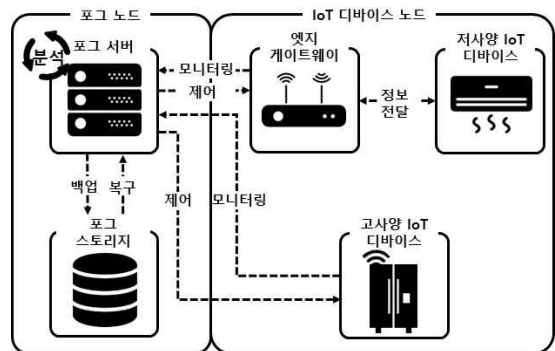 포그 노드
IoT 디바이스 노드
포그 서버
분석
모니터링
제어
엣지
게이트웨이
정보
전달
저사양 IoT
디바이스
백업
복구
제어
모니터링
포그
스토리지
고사양 IoT
디바이스